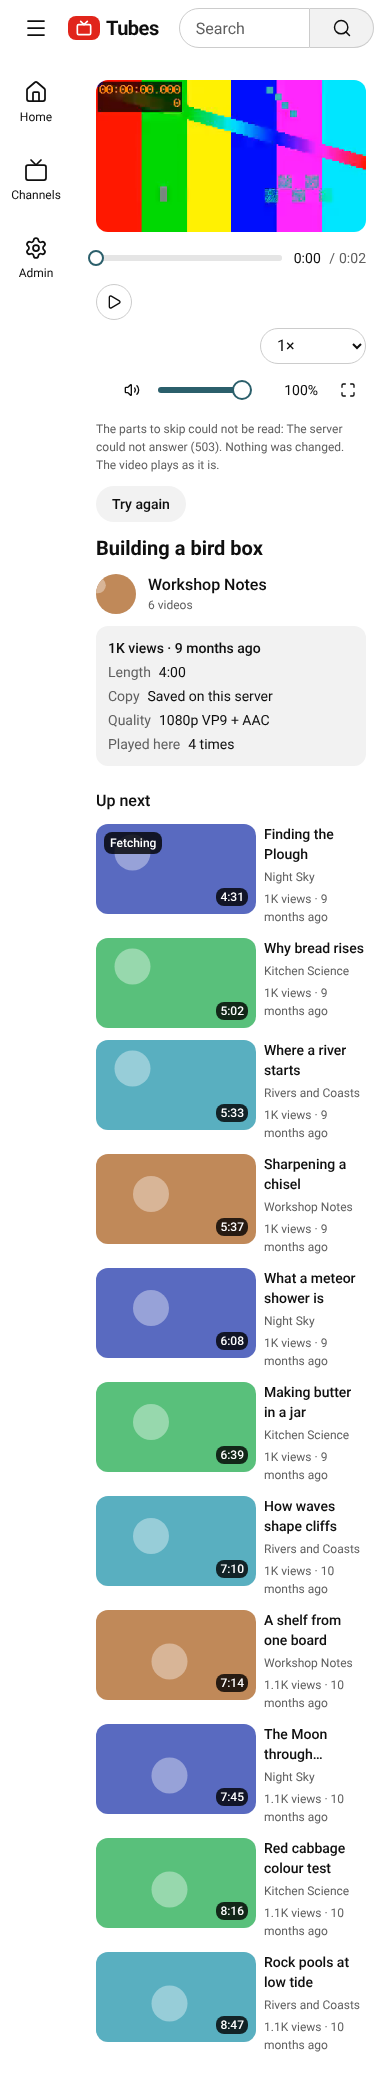 Tubes
Search
Home
Channels
Admin
00:00:00.000
0
0:00 / 0:02
1×
100%
The parts to skip could not be read: The server
could not answer (503). Nothing was changed.
The video plays as it is.
Try again
Building a bird box
Workshop Notes
6 videos
1K views · 9 months ago
Length 4:00
Copy Saved on this server
Quality 1080p VP9 + AAC
Played here 4 times
Up next
Fetching
4:31
Finding the
Plough
Night Sky
1K views · 9
months ago
5:02
Why bread rises
Kitchen Science
1K views · 9
months ago
5:33
Where a river
starts
Rivers and Coasts
1K views · 9
months ago
5:37
Sharpening a
chisel
Workshop Notes
1K views · 9
months ago
6:08
What a meteor
shower is
Night Sky
1K views · 9
months ago
6:39
Making butter
in a jar
Kitchen Science
1K views · 9
months ago
7:10
How waves
shape cliffs
Rivers and Coasts
1K views · 10
months ago
7:14
A shelf from
one board
Workshop Notes
1.1K views · 10
months ago
7:45
The Moon
through...
Night Sky
1.1K views · 10
months ago
8:16
Red cabbage
colour test
Kitchen Science
1.1K views · 10
months ago
8:47
Rock pools at
low tide
Rivers and Coasts
1.1K views · 10
months ago